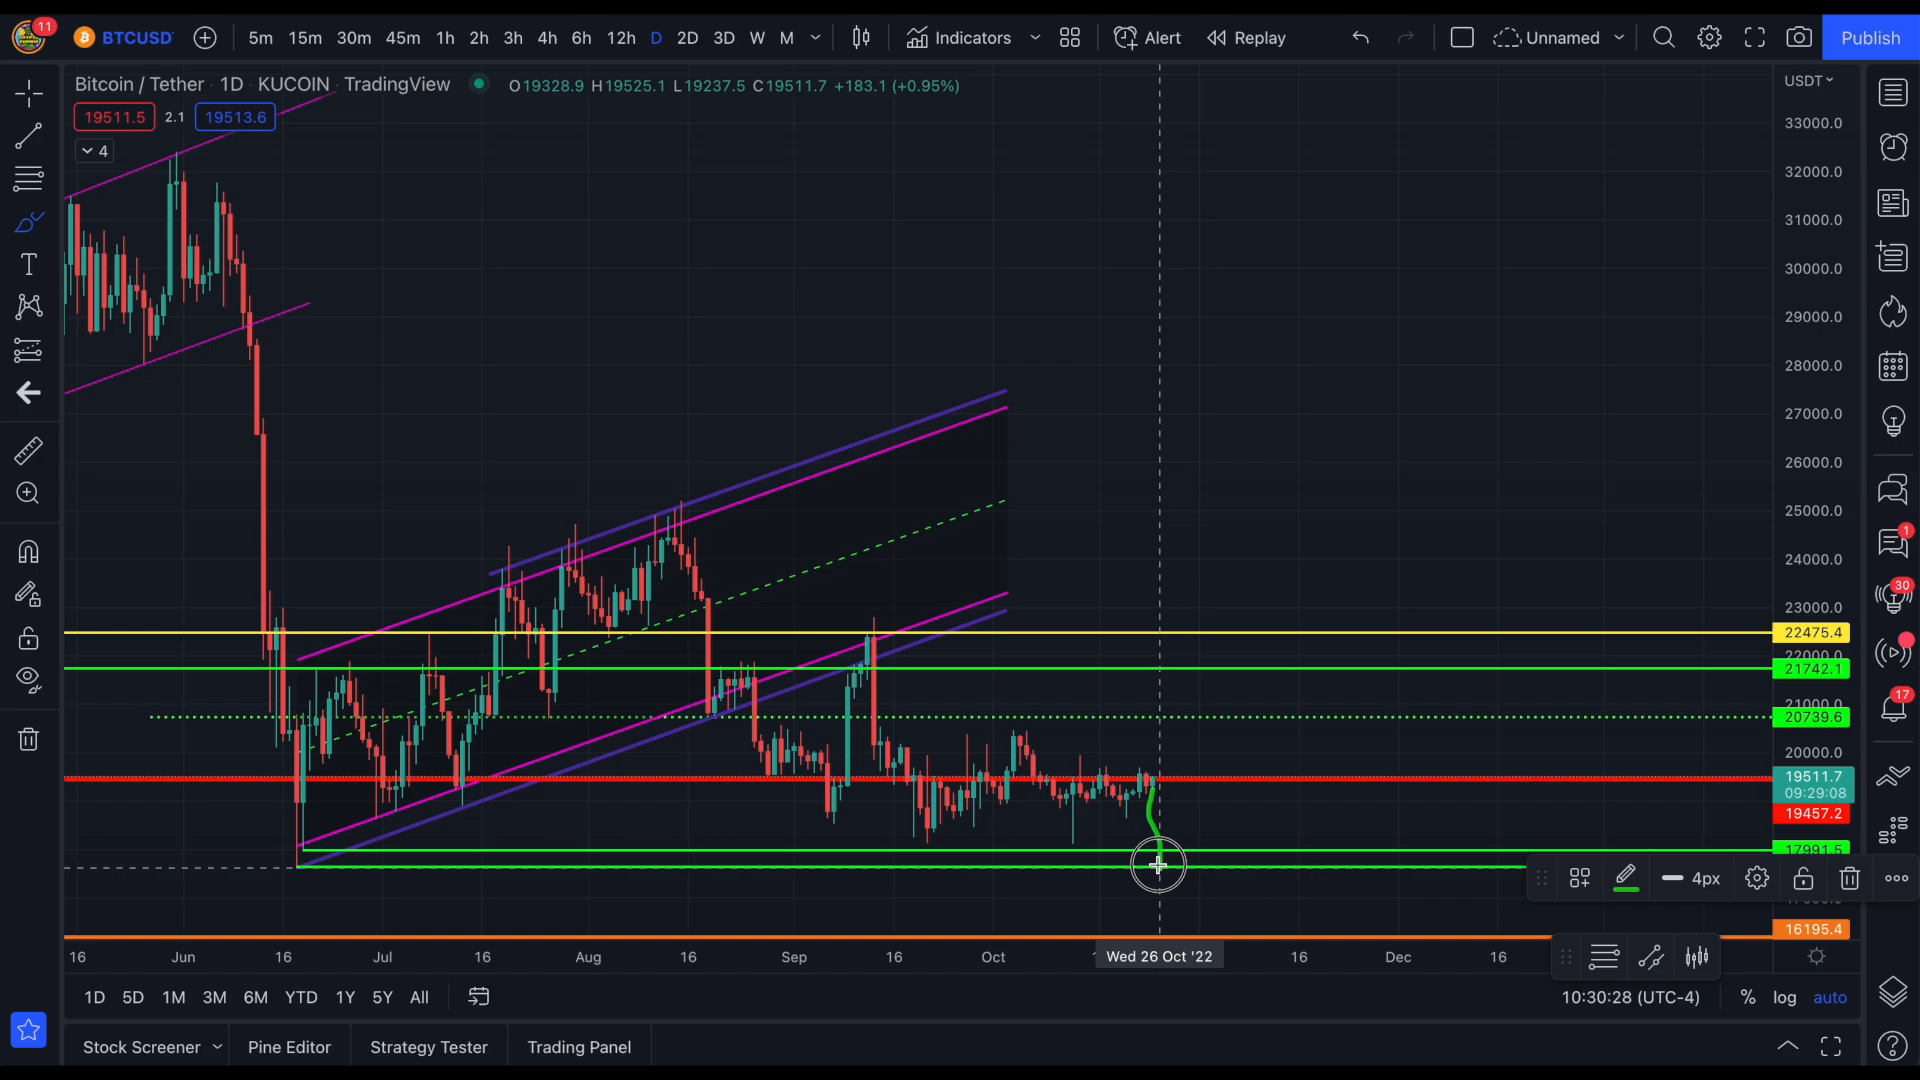 11
BTCUSD
5m 15m 30m 45m 1h 2h 3h 4h 6h 12h D 2D 3D W M
Indicators
Alert
Replay
Unnamed
Publish
Bitcoin / Tether · 1D · KUCOIN · TradingView
O19328.9 H19525.1 L19237.5 C19511.7 +183.1 (+0.95%)
USDT
19511.5 2.1 19513.6
4
33000.0
32000.0
31000.0
30000.0
29000.0
28000.0
27000.0
26000.0
25000.0
24000.0
23000.0
22475.4
22000.0
21742.1
21000.0
20739.6
20000.0
19511.7
09:29:08
19457.2
17991.5
4px
16195.4
1
30
17
16 Jun 16 Jul 16 Aug 16 Sep 16 Oct Wed 26 Oct '22 16 Dec 16
1D 5D 1M 3M 6M YTD 1Y 5Y All
10:30:28 (UTC-4) % log auto
Stock Screener Pine Editor Strategy Tester Trading Panel